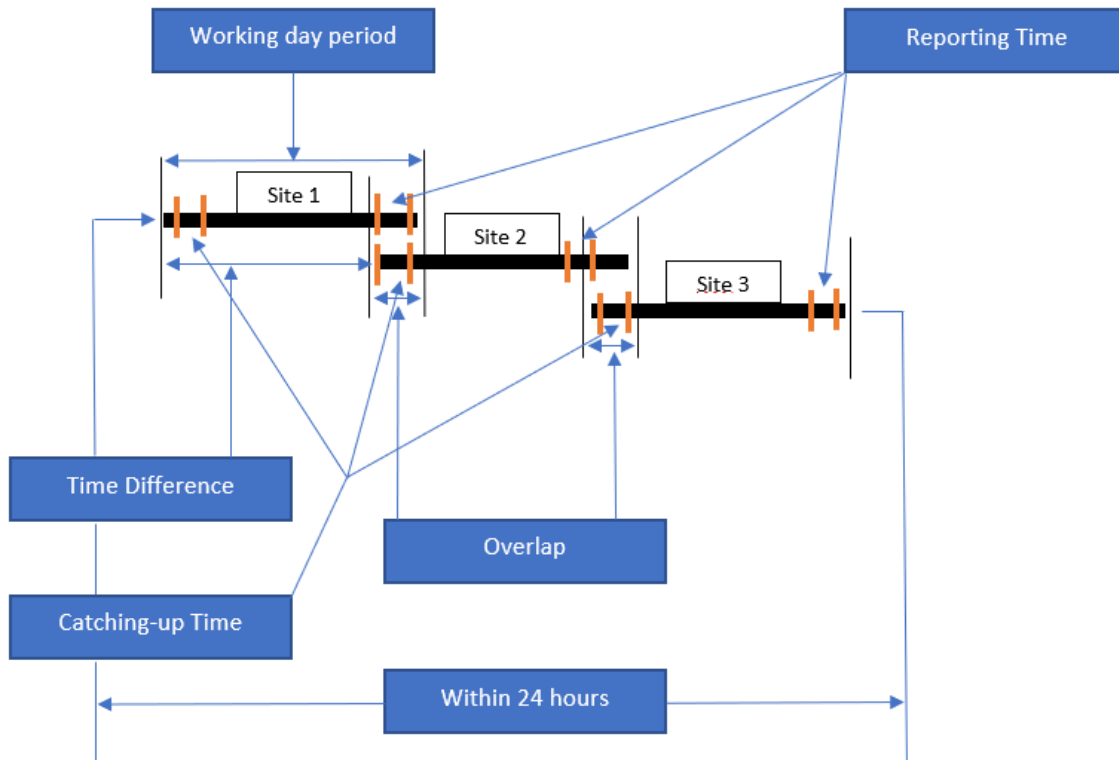 Working day period
Reporting Time
Site 1
Site 2
Site 3
Time Difference
Overlap
Catching-up Time
Within 24 hours